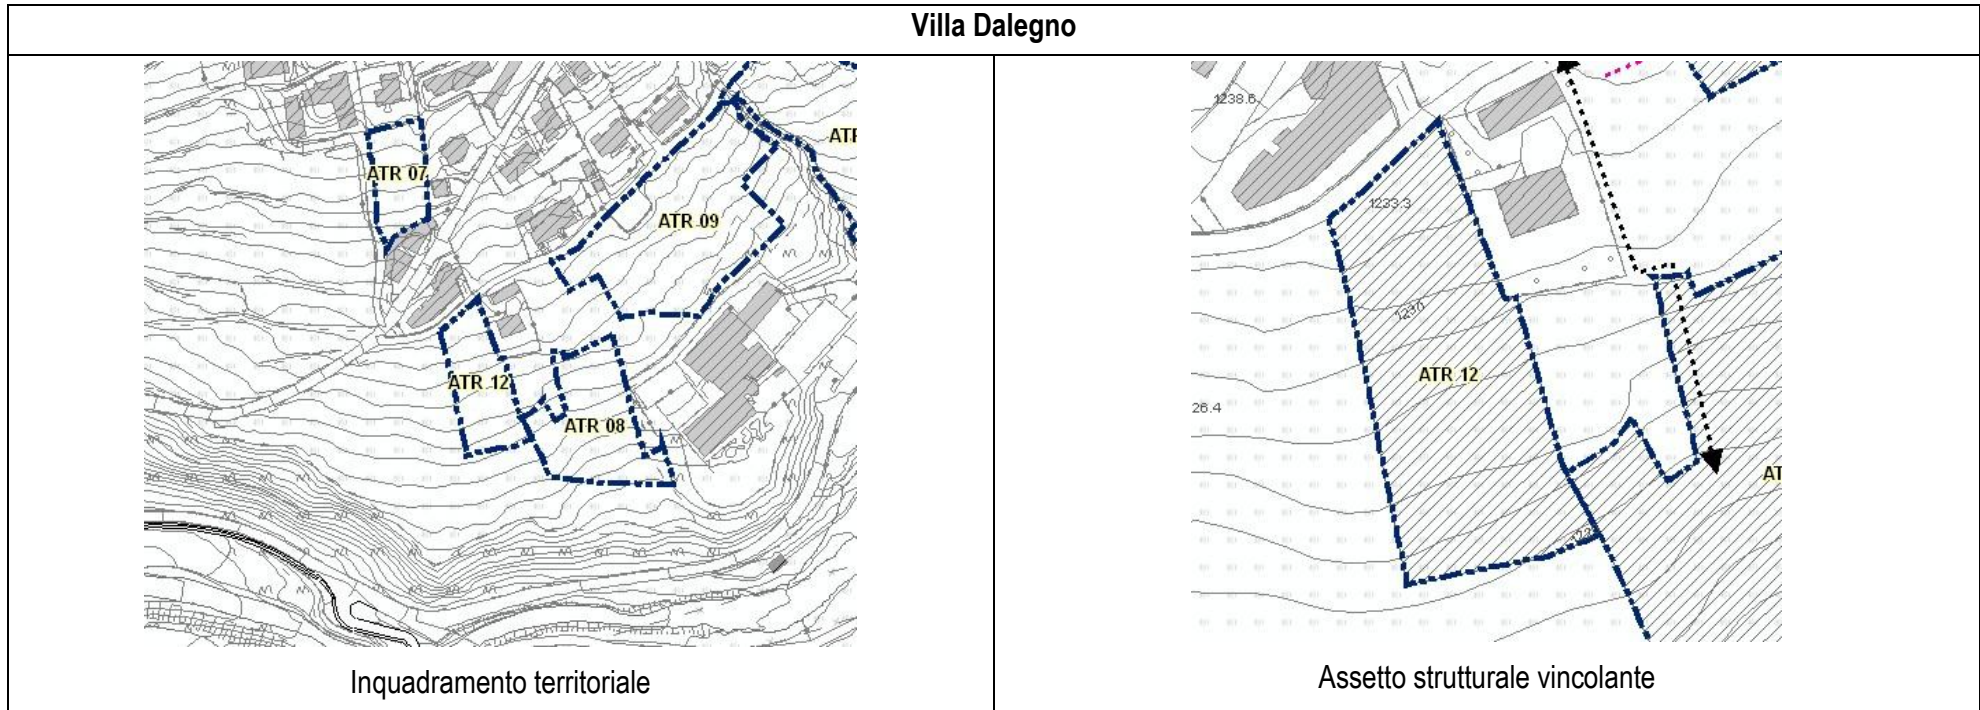 Villa Dalegno
ATR 07
ATR 09
ATR 12
ATR 08
1238.6
1233.3
1230
ATR 12
26.4
AT
Inquadramento territoriale
Assetto strutturale vincolante